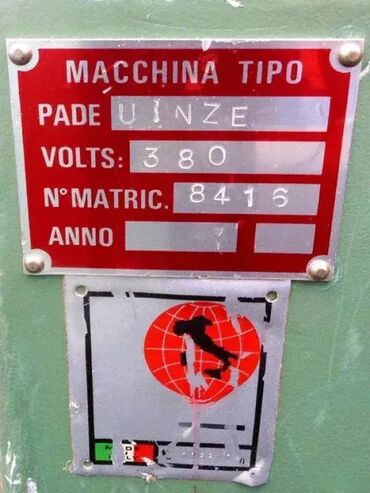 MACCHINA TIPO
PADE UINZE
VOLTS: 380
N° MATRIC. 8416
ANNO